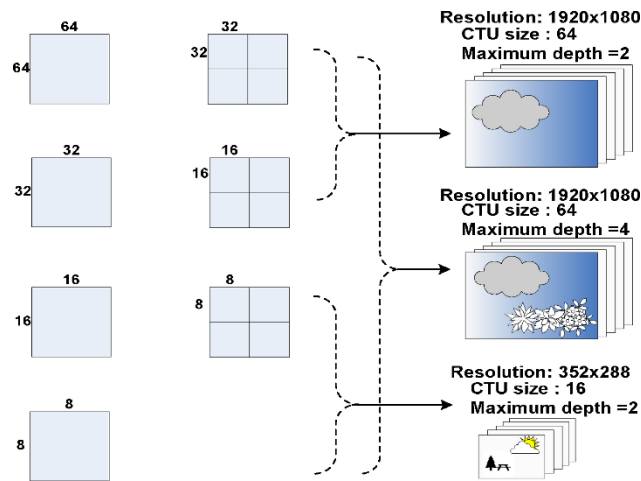 64
64
32
32
32
32
16
16
16
16
8
8
8
8
Resolution: 1920x1080
CTU size : 64
Maximum depth =2
Resolution: 1920x1080
CTU size : 64
Maximum depth =4
Resolution: 352x288
CTU size : 16
Maximum depth =2